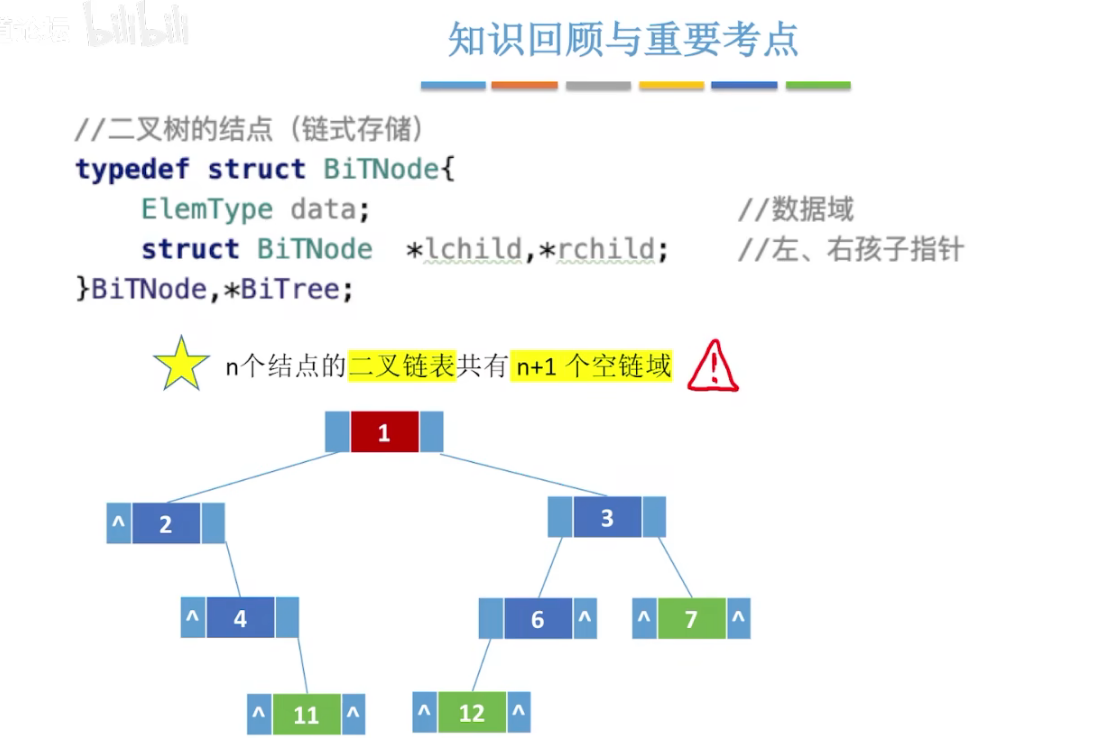 bilibili
知识回顾与重要考点
//二叉树的结点（链式存储）
typedef struct BiTNode{
ElemType data; //数据域
struct BiTNode *lchild,*rchild; //左、右孩子指针
}BiTNode,*BiTree;
n个结点的二叉链表共有 n+1 个空链域 !
1
^ 2
3
^ 4
6 ^
^ 7 ^
^ 11 ^
^ 12 ^